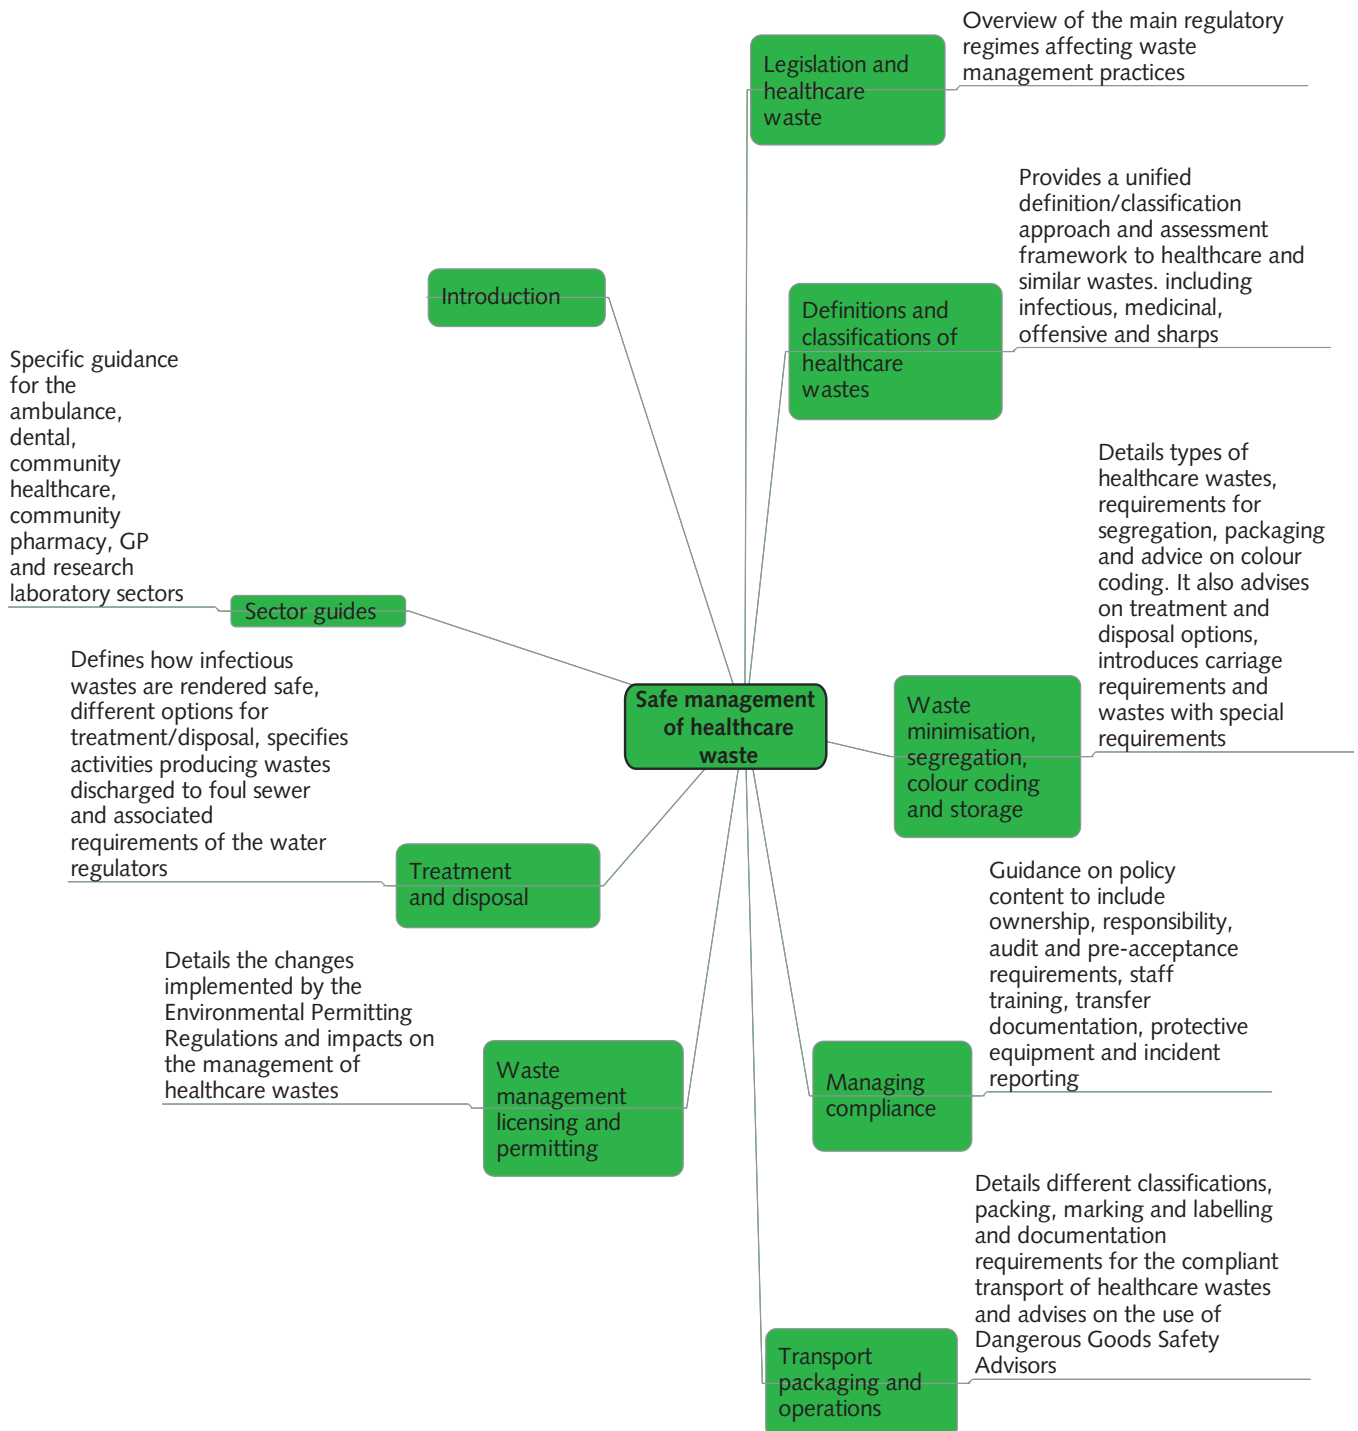 Overview of the main regulatory
regimes affecting waste
management practices
Legislation and
healthcare
waste
Provides a unified
definition/classification
approach and assessment
framework to healthcare and
similar wastes. including
infectious, medicinal,
offensive and sharps
Definitions and
classifications of
healthcare
wastes
Introduction
Specific guidance
for the
ambulance,
dental,
community
healthcare,
community
pharmacy, GP
and research
laboratory sectors
Sector guides
Details types of
healthcare wastes,
requirements for
segregation, packaging
and advice on colour
coding. It also advises
on treatment and
disposal options,
introduces carriage
requirements and
wastes with special
requirements
Waste
minimisation,
segregation,
colour coding
and storage
Safe management
of healthcare
waste
Defines how infectious
wastes are rendered safe,
different options for
treatment/disposal, specifies
activities producing wastes
discharged to foul sewer
and associated
requirements of the water
regulators
Treatment
and disposal
Guidance on policy
content to include
ownership, responsibility,
audit and pre-acceptance
requirements, staff
training, transfer
documentation, protective
equipment and incident
reporting
Managing
compliance
Details the changes
implemented by the
Environmental Permitting
Regulations and impacts on
the management of
healthcare wastes
Waste
management
licensing and
permitting
Details different classifications,
packing, marking and labelling
and documentation
requirements for the compliant
transport of healthcare wastes
and advises on the use of
Dangerous Goods Safety
Advisors
Transport
packaging and
operations